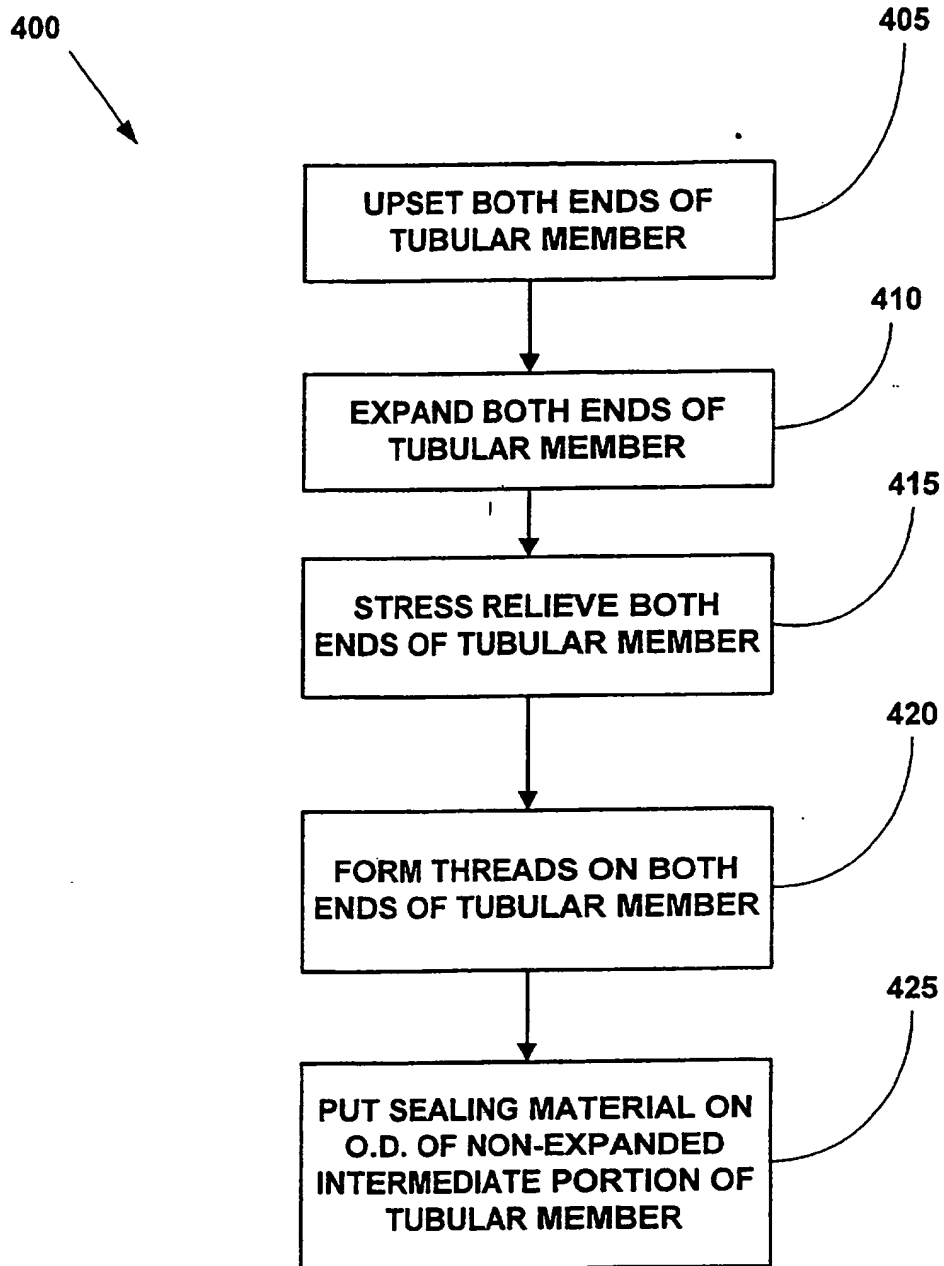 400
405
UPSET BOTH ENDS OF
TUBULAR MEMBER
410
EXPAND BOTH ENDS OF
TUBULAR MEMBER
415
STRESS RELIEVE BOTH
ENDS OF TUBULAR MEMBER
420
FORM THREADS ON BOTH
ENDS OF TUBULAR MEMBER
425
PUT SEALING MATERIAL ON
O.D. OF NON-EXPANDED
INTERMEDIATE PORTION OF
TUBULAR MEMBER